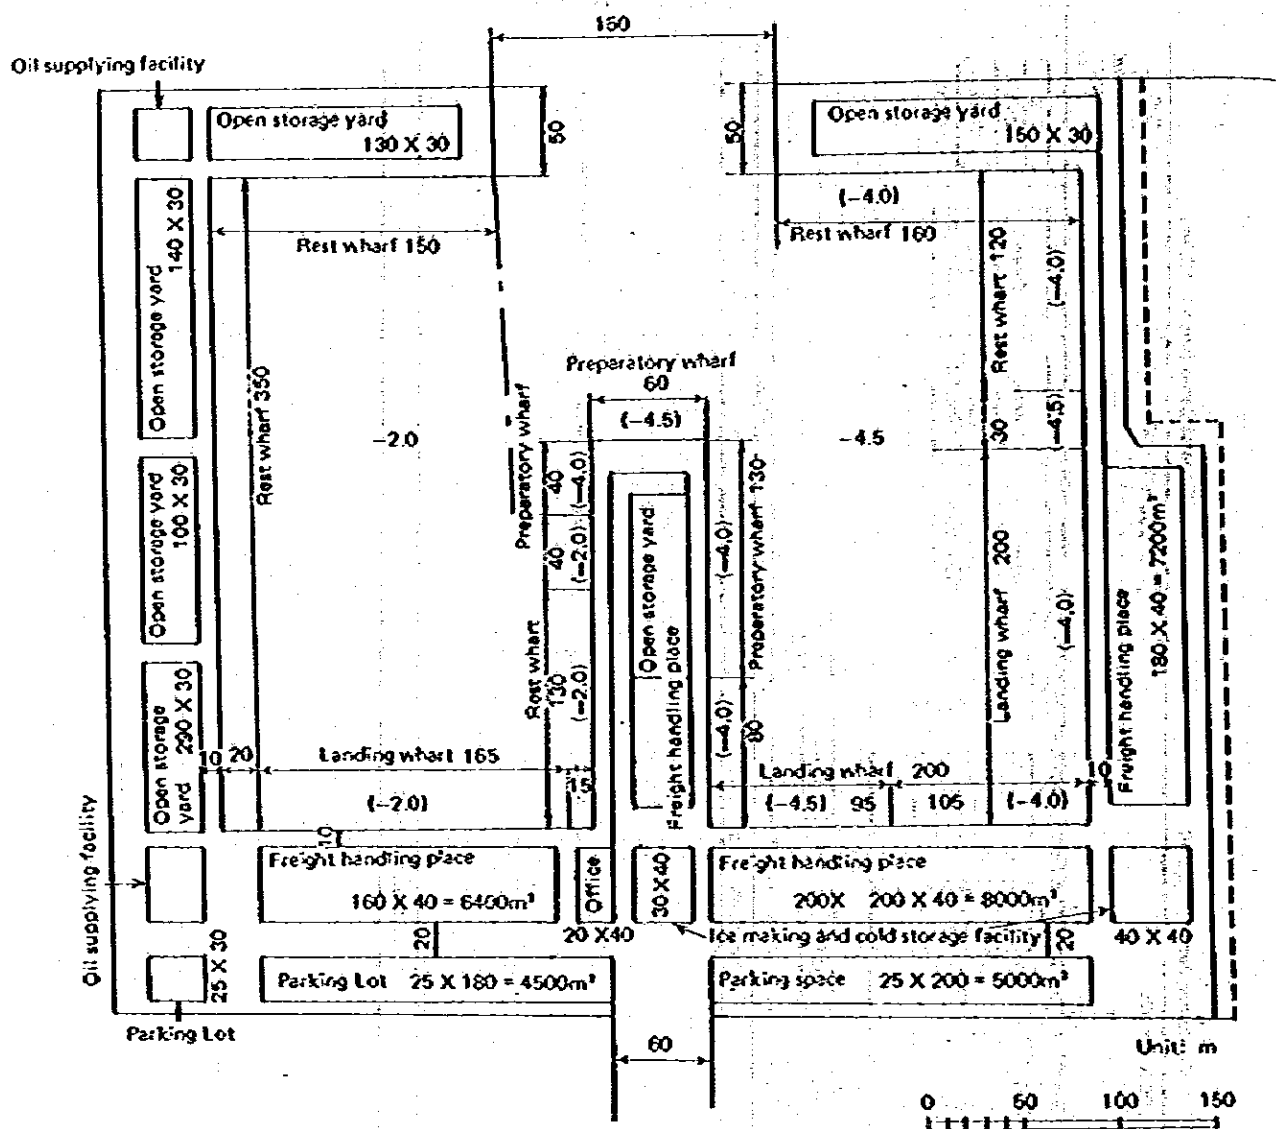 150
Oil supplying facility
Open storage yard
130 X 30
50
50
Open storage yard
150 X 30
(-4.0)
Rest wharf 150
Rest wharf 160
Open storage yard
140 X 30
Rest wharf 350
Rest wharf 120
(-4.0)
Preparatory wharf
60
(-4.5)
-2.0
-4.5
30
(-4.5)
Preparatory wharf
40
(-4.0)
40
(-2.0)
Open storage yard
100 X 30
Open storage yard
(-4.0)
Preparatory wharf 130
Landing wharf 200
(-4.0)
Freight handling place
180 X 40 = 7200m²
Rest wharf
130
(-2.0)
Freight handling place
(-4.0)
80
Open storage
yard 290 X 30
10
20
Landing wharf 165
15
(-2.0)
Landing wharf 200
10
(-4.5) 95
105
(-4.0)
10
Oil supplying facility
Freight handling place
160 X 40 = 6400m²
Office
30 X 40
Freight handling place
200X 200 X 40 = 8000m²
20
20 X40
Ice making and cold storage facility
20
40 X 40
25 X 30
Parking Lot 25 X 180 = 4500m²
Parking space 25 X 200 = 5000m²
Parking Lot
60
Unit: m
0 50 100 150